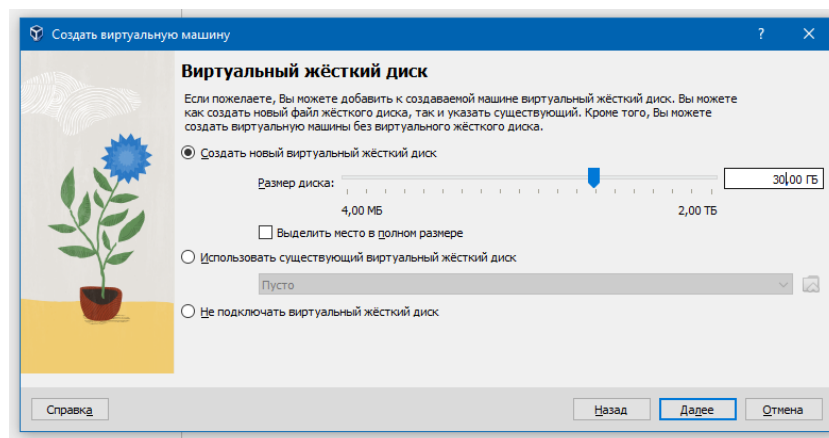 Создать виртуальную машину
Виртуальный жёсткий диск
Если пожелаете, Вы можете добавить к создаваемой машине виртуальный жёсткий диск. Вы можете
как создать новый файл жёсткого диска, так и указать существующий. Кроме того, Вы можете
создать виртуальную машины без виртуального жёсткого диска.
Создать новый виртуальный жёсткий диск
Размер диска:
30,00 ГБ
4,00 МБ
2,00 ТБ
Выделить место в полном размере
Использовать существующий виртуальный жёсткий диск
Пусто
Не подключать виртуальный жёсткий диск
Справка
Назад
Далее
Отмена